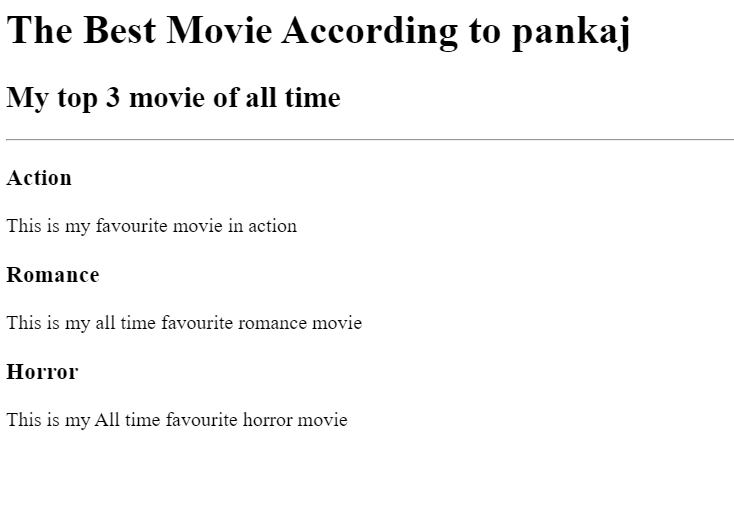 The Best Movie According to pankaj
My top 3 movie of all time
Action
This is my favourite movie in action
Romance
This is my all time favourite romance movie
Horror
This is my All time favourite horror movie